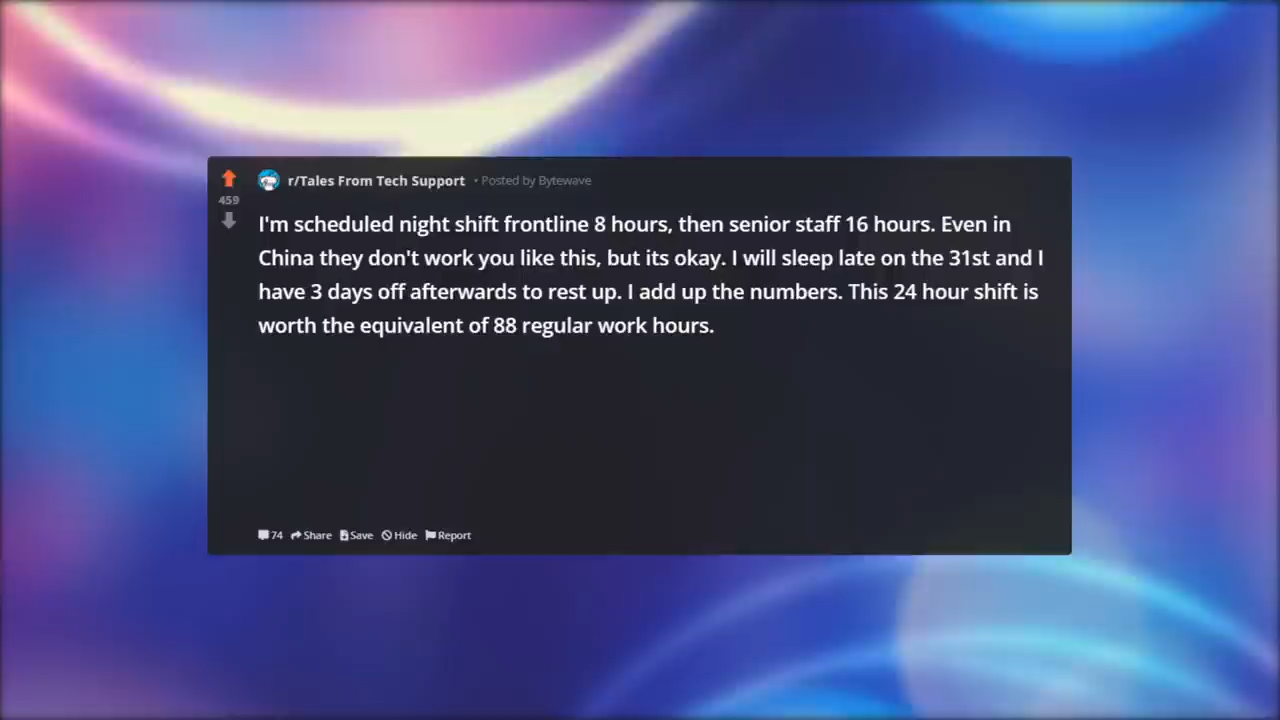 r/Tales From Tech Support • Posted by Bytewave
459
I'm scheduled night shift frontline 8 hours, then senior staff 16 hours. Even in
China they don't work you like this, but its okay. I will sleep late on the 31st and I
have 3 days off afterwards to rest up. I add up the numbers. This 24 hour shift is
worth the equivalent of 88 regular work hours.
74 Share Save Hide Report